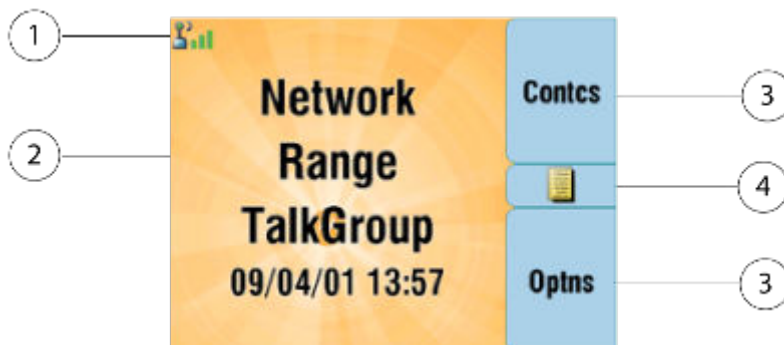 1
2
Network
Range
TalkGroup
09/04/01 13:57
Contcs
3
4
Optns
3